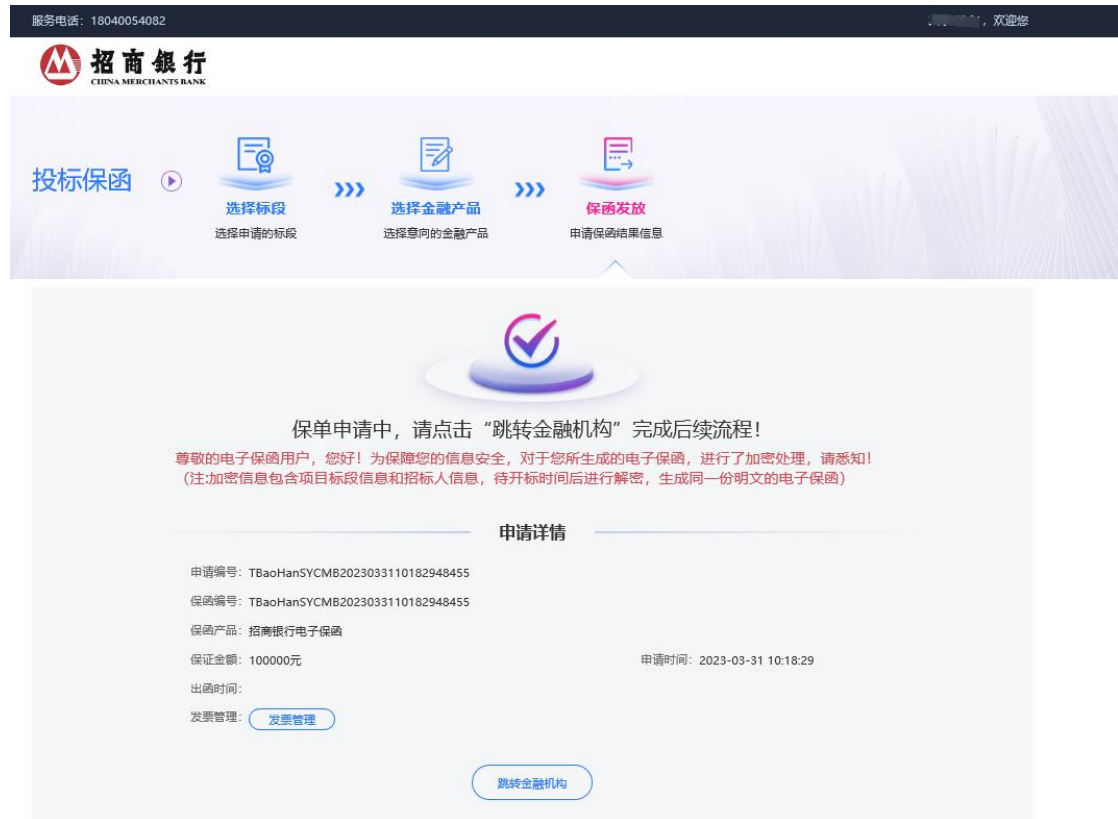 服务电话：18040054082
，欢迎您
招商銀行
CHINA MERCHANTS BANK
投标保函
选择标段
选择申请的标段
选择金融产品
选择意向的金融产品
保函发放
申请保函结果信息
保单申请中，请点击“跳转金融机构”完成后续流程！
尊敬的电子保函用户，您好！为保障您的信息安全，对于您所生成的电子保函，进行了加密处理，请悉知！
（注:加密信息包含项目标段信息和招标人信息，待开标时间后进行解密，生成同一份明文的电子保函）
申请详情
申请编号：TBaoHanSYCMB2023033110182948455
保函编号：TBaoHanSYCMB2023033110182948455
保函产品：招商银行电子保函
保证金额：100000元 申请时间：2023-03-31 10:18:29
出函时间：
发票管理：发票管理
跳转金融机构